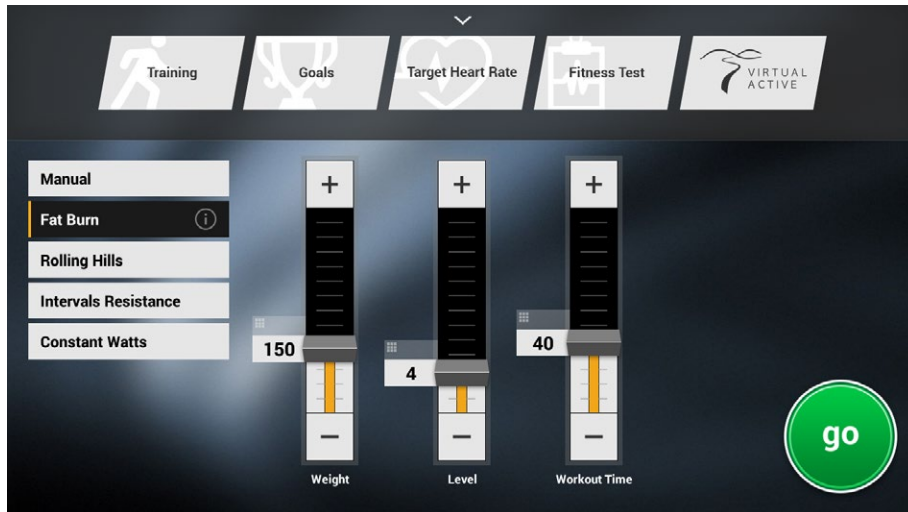 Training
Goals
Target Heart Rate
Fitness Test
VIRTUAL
ACTIVE
Manual
Fat Burn
Rolling Hills
Intervals Resistance
Constant Watts
+
+
+
150
4
40
−
−
−
Weight
Level
Workout Time
go